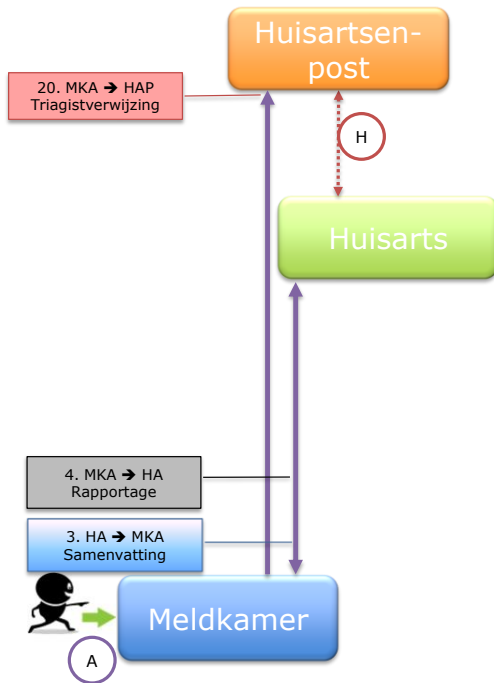 Huisartsen-
post
20. MKA ➔ HAP
Triagistverwijzing
H
Huisarts
4. MKA ➔ HA
Rapportage
3. HA ➔ MKA
Samenvatting
Meldkamer
A